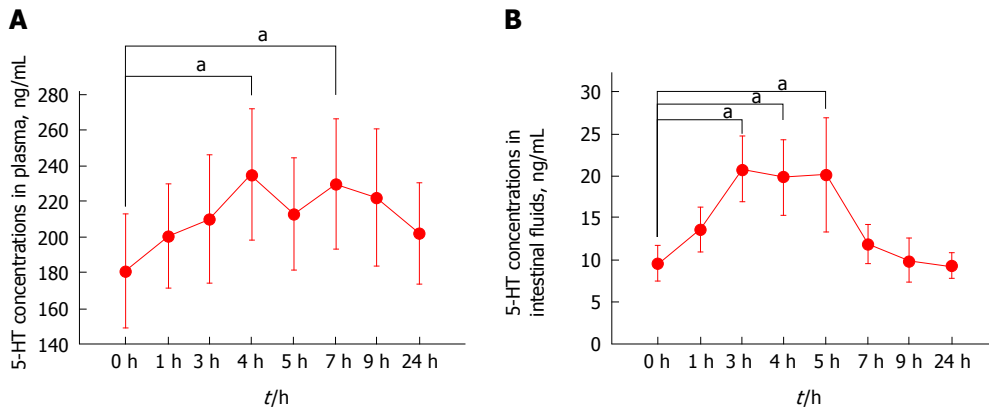 A
a
a
280
260
240
220
200
180
160
140
5-HT concentrations in plasma, ng/mL
0 h 1 h 3 h 4 h 5 h 7 h 9 h 24 h
t/h
B
a
a
a
30
25
20
15
10
5
0
5-HT concentrations in
intestinal fluids, ng/mL
0 h 1 h 3 h 4 h 5 h 7 h 9 h 24 h
t/h